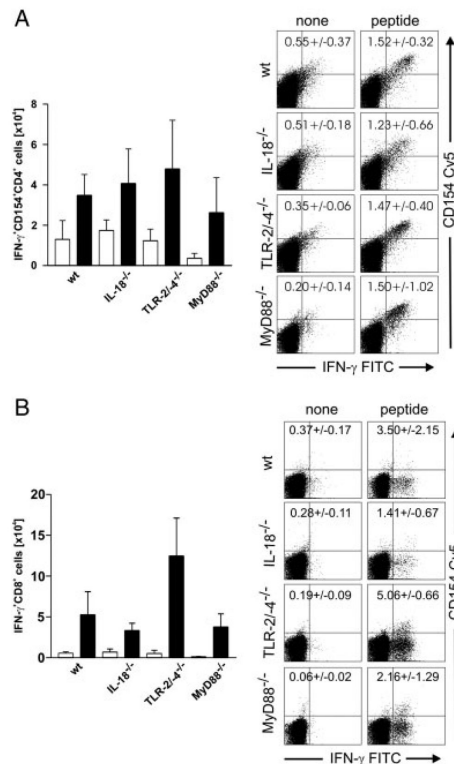 A
none
peptide
IFN-γ⁺CD154⁺CD4⁺ cells [x10⁴]
8
6
4
2
0
wt
IL-18⁻/⁻
TLR-2/-4⁻/⁻
MyD88⁻/⁻
wt
0.55+/-0.37
1.52+/-0.32
IL-18⁻/⁻
0.51+/-0.18
1.23+/-0.66
TLR-2/-4⁻/⁻
0.35+/-0.06
1.47+/-0.40
MyD88⁻/⁻
0.20+/-0.14
1.50+/-1.02
CD154 Cy5
IFN-γ FITC
B
none
peptide
IFN-γ⁺CD8⁺ cells [x10⁴]
20
15
10
5
0
wt
IL-18⁻/⁻
TLR-2/-4⁻/⁻
MyD88⁻/⁻
wt
0.37+/-0.17
3.50+/-2.15
IL-18⁻/⁻
0.28+/-0.11
1.41+/-0.67
TLR-2/-4⁻/⁻
0.19+/-0.09
5.06+/-0.66
MyD88⁻/⁻
0.06+/-0.02
2.16+/-1.29
CD154 Cy5
IFN-γ FITC